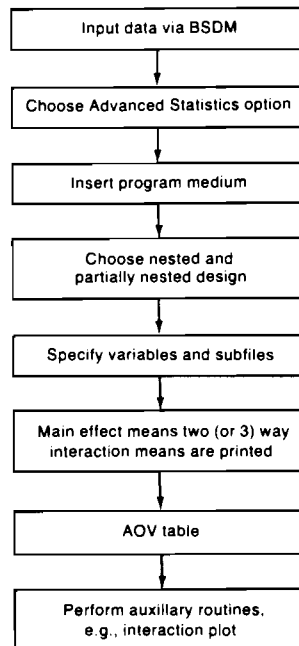 Input data via BSDM
Choose Advanced Statistics option
Insert program medium
Choose nested and
partially nested design
Specify variables and subfiles
Main effect means two (or 3) way
interaction means are printed
AOV table
Perform auxillary routines,
e.g., interaction plot